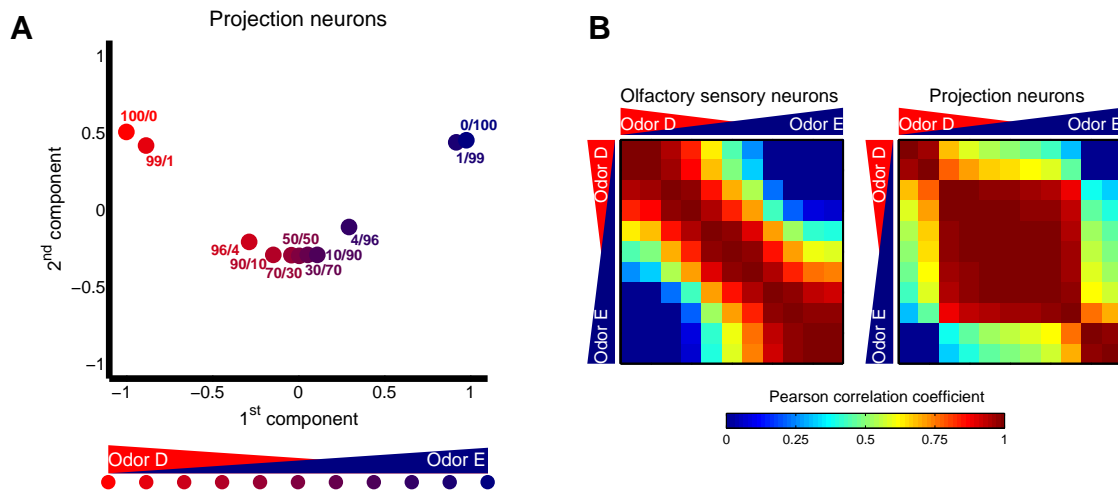 A
Projection neurons
1
0.5
0
−0.5
−1
2nd component
100/0
99/1
0/100
1/99
96/4
90/10
70/30
50/50
30/70
10/90
4/96
−1
−0.5
0
0.5
1
1st component
Odor D
Odor E
B
Olfactory sensory neurons
Odor D
Odor E
Odor D
Odor E
Projection neurons
Odor D
Odor E
Odor D
Odor E
Pearson correlation coefficient
0
0.25
0.5
0.75
1